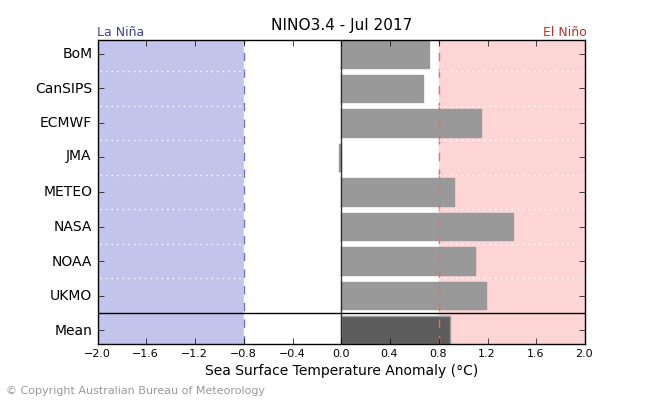 NINO3.4 - Jul 2017
La Niña El Niño
BoM
CanSIPS
ECMWF
JMA
METEO
NASA
NOAA
UKMO
Mean
−2.0 −1.6 −1.2 −0.8 −0.4 0.0 0.4 0.8 1.2 1.6 2.0
Sea Surface Temperature Anomaly (°C)
© Copyright Australian Bureau of Meteorology